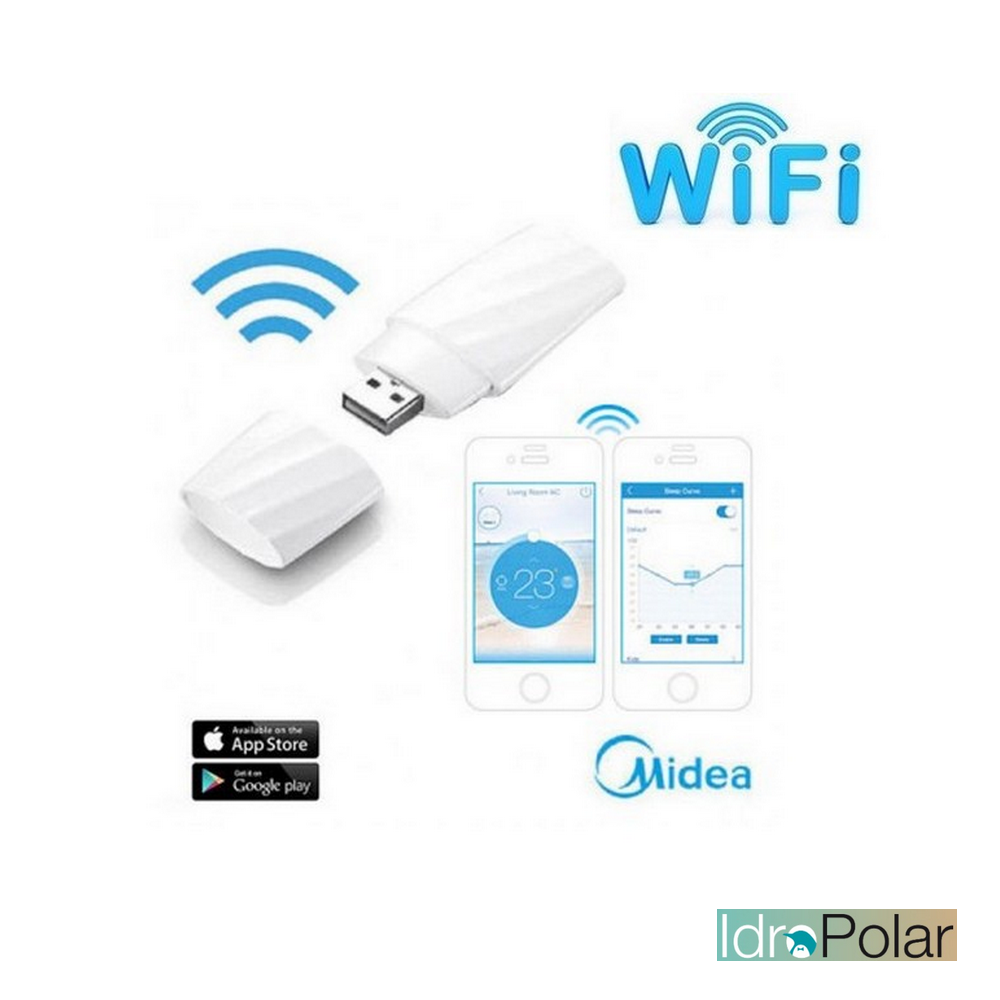 WiFi
Living Room AC
23°
Sleep Curve
Sleep Curve
Default
Available on the
App Store
Get it on
Google play
Midea
IdroPolar